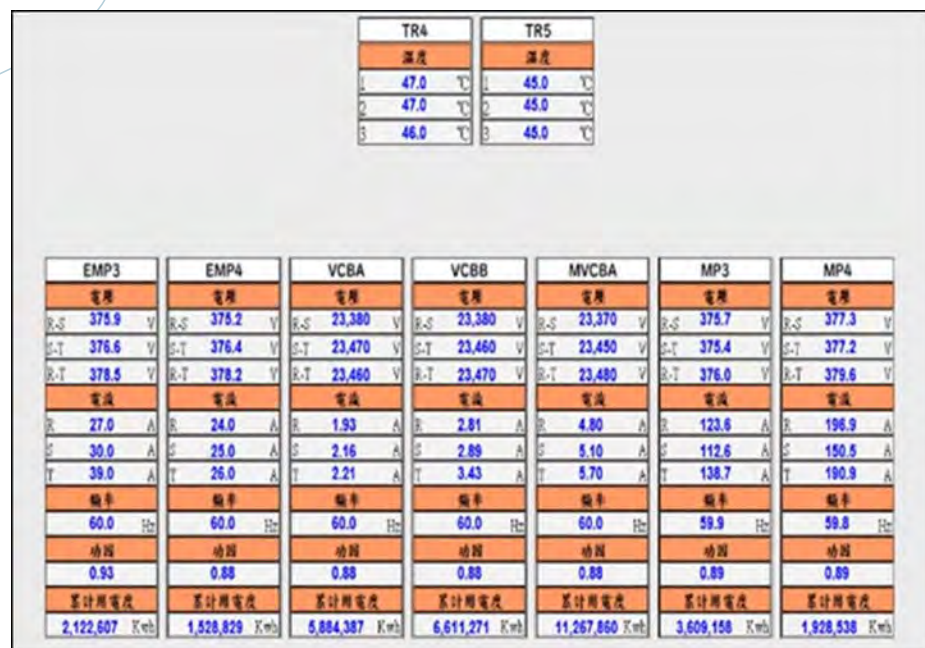 TR4 TR5
溫度 溫度
1 47.0 ℃ 1 45.0 ℃
2 47.0 ℃ 2 45.0 ℃
3 46.0 ℃ 3 45.0 ℃
EMP3 EMP4 VCBA VCBB MVCBA MP3 MP4
電壓 電壓 電壓 電壓 電壓 電壓 電壓
R-S 375.9 V R-S 375.2 V R-S 23,380 V R-S 23,380 V R-S 23,370 V R-S 375.7 V R-S 377.3 V
S-T 376.6 V S-T 376.4 V S-T 23,470 V S-T 23,460 V S-T 23,450 V S-T 375.4 V S-T 377.2 V
R-T 378.5 V R-T 378.2 V R-T 23,460 V R-T 23,470 V R-T 23,480 V R-T 376.0 V R-T 379.6 V
電流 電流 電流 電流 電流 電流 電流
R 27.0 A R 24.0 A R 1.93 A R 2.81 A R 4.80 A R 123.6 A R 196.9 A
S 30.0 A S 25.0 A S 2.16 A S 2.89 A S 5.10 A S 112.6 A S 150.5 A
T 39.0 A T 26.0 A T 2.21 A T 3.43 A T 5.70 A T 138.7 A T 190.9 A
頻率 頻率 頻率 頻率 頻率 頻率 頻率
60.0 Hz 60.0 Hz 60.0 Hz 60.0 Hz 60.0 Hz 59.9 Hz 59.8 Hz
功因 功因 功因 功因 功因 功因 功因
0.93 0.88 0.88 0.88 0.88 0.89 0.89
累計用電度 累計用電度 累計用電度 累計用電度 累計用電度 累計用電度 累計用電度
2,122,607 Kwh 1,528,829 Kwh 5,884,387 Kwh 6,611,271 Kwh 11,267,860 Kwh 3,609,158 Kwh 1,928,538 Kwh